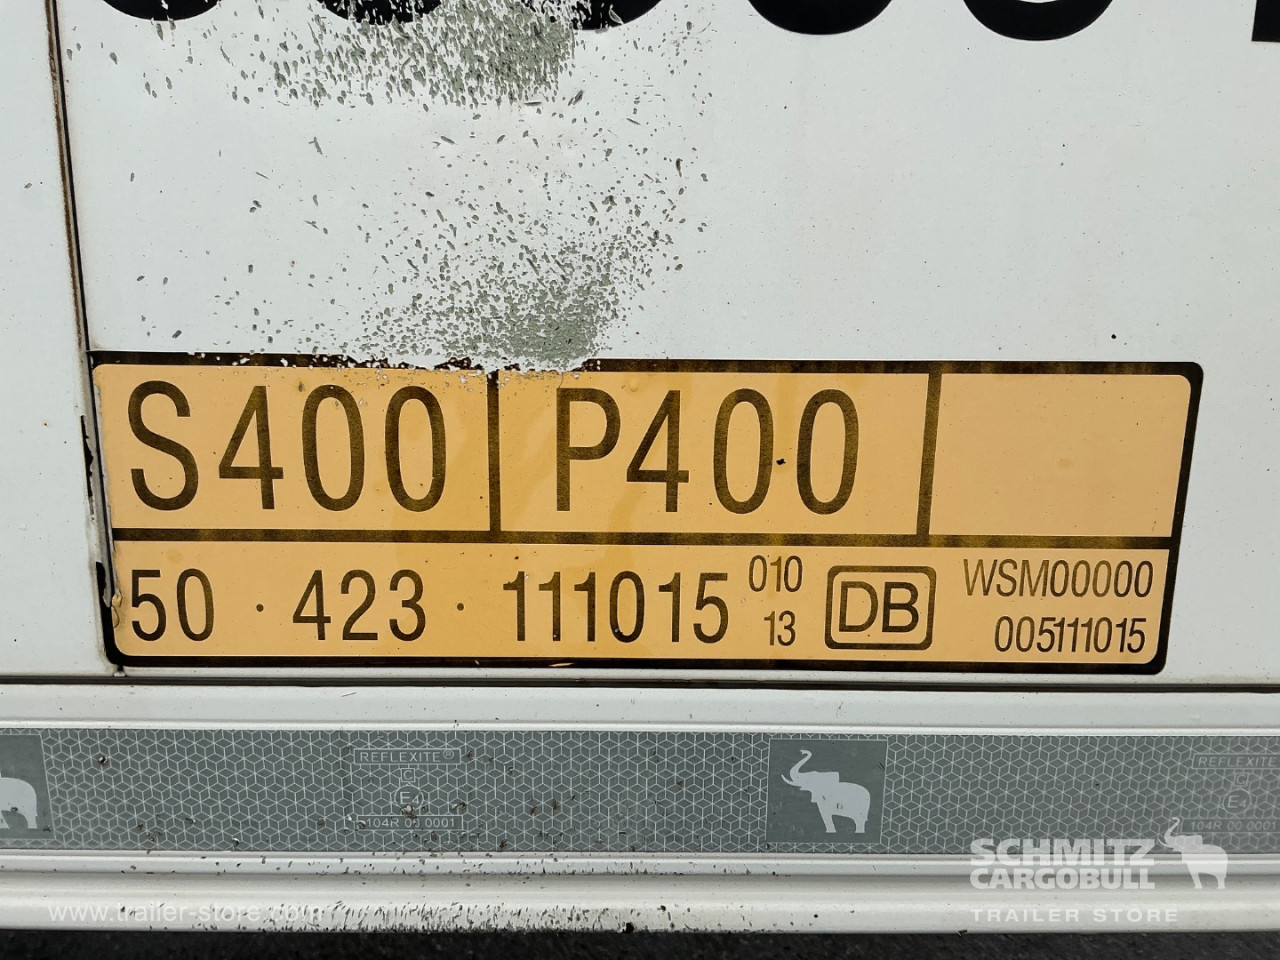 S400 P400
50 · 423 · 111015 010 13 DB WSM00000
005111015
REFLEXITE® REFLEXITE
C C
E E
104R 00 0001 104R 00 0001
SCHMITZ
CARGOBULL
www.trailer-store.com TRAILER STORE